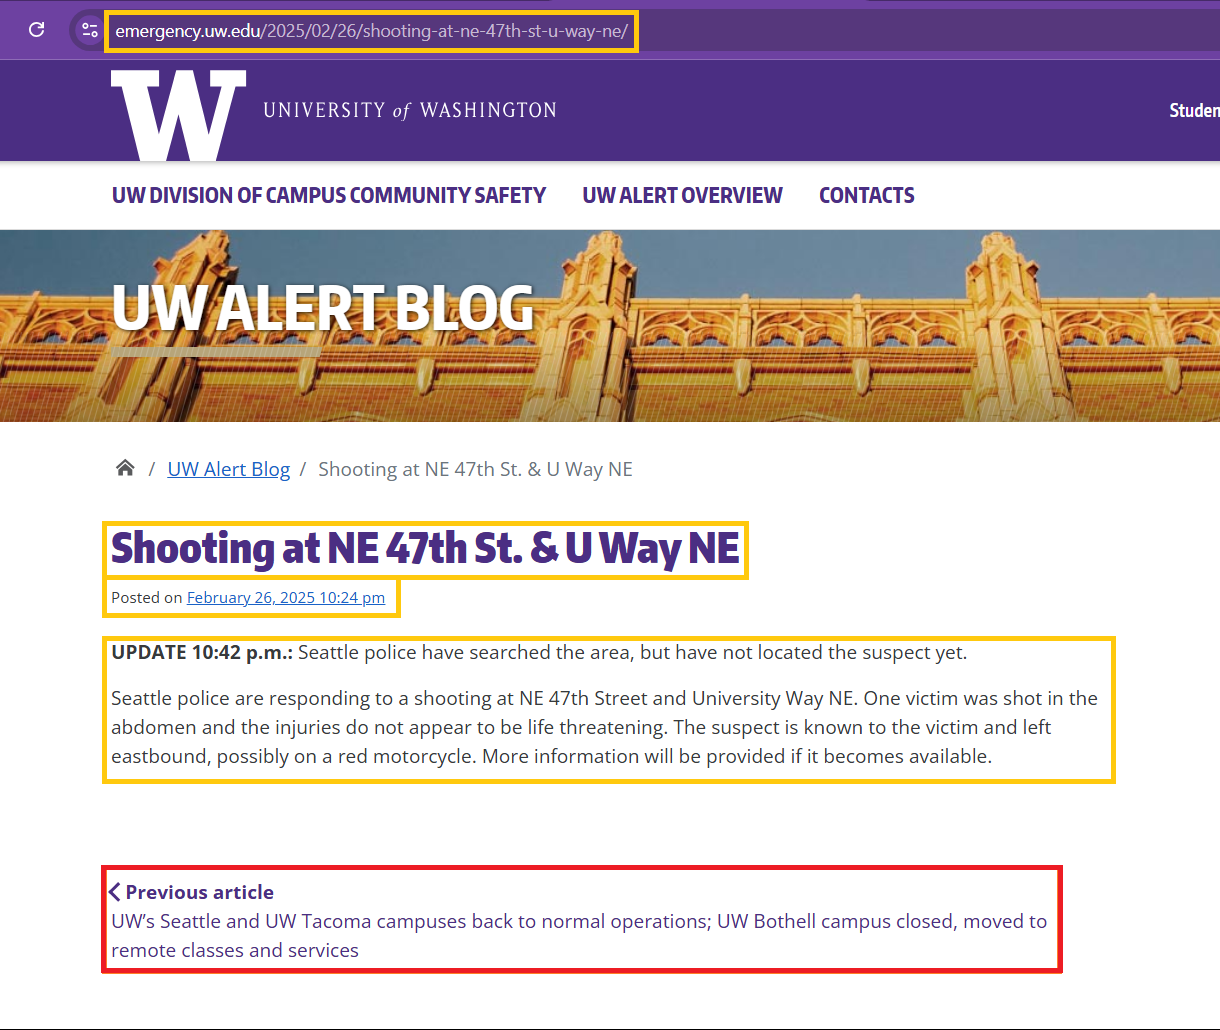 emergency.uw.edu/2025/02/26/shooting-at-ne-47th-st-u-way-ne/
W UNIVERSITY of WASHINGTON
UW DIVISION OF CAMPUS COMMUNITY SAFETY UW ALERT OVERVIEW CONTACTS
UW ALERT BLOG
/ UW Alert Blog / Shooting at NE 47th St. & U Way NE
Shooting at NE 47th St. & U Way NE
Posted on February 26, 2025 10:24 pm
UPDATE 10:42 p.m.: Seattle police have searched the area, but have not located the suspect yet.
Seattle police are responding to a shooting at NE 47th Street and University Way NE. One victim was shot in the
abdomen and the injuries do not appear to be life threatening. The suspect is known to the victim and left
eastbound, possibly on a red motorcycle. More information will be provided if it becomes available.
Previous article
UW’s Seattle and UW Tacoma campuses back to normal operations; UW Bothell campus closed, moved to
remote classes and services